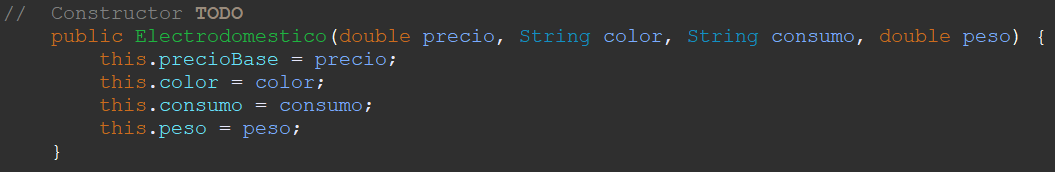 //  Constructor TODO
    public Electrodomestico(double precio, String color, String consumo, double peso) {
        this.precioBase = precio;
        this.color = color;
        this.consumo = consumo;
        this.peso = peso;
    }